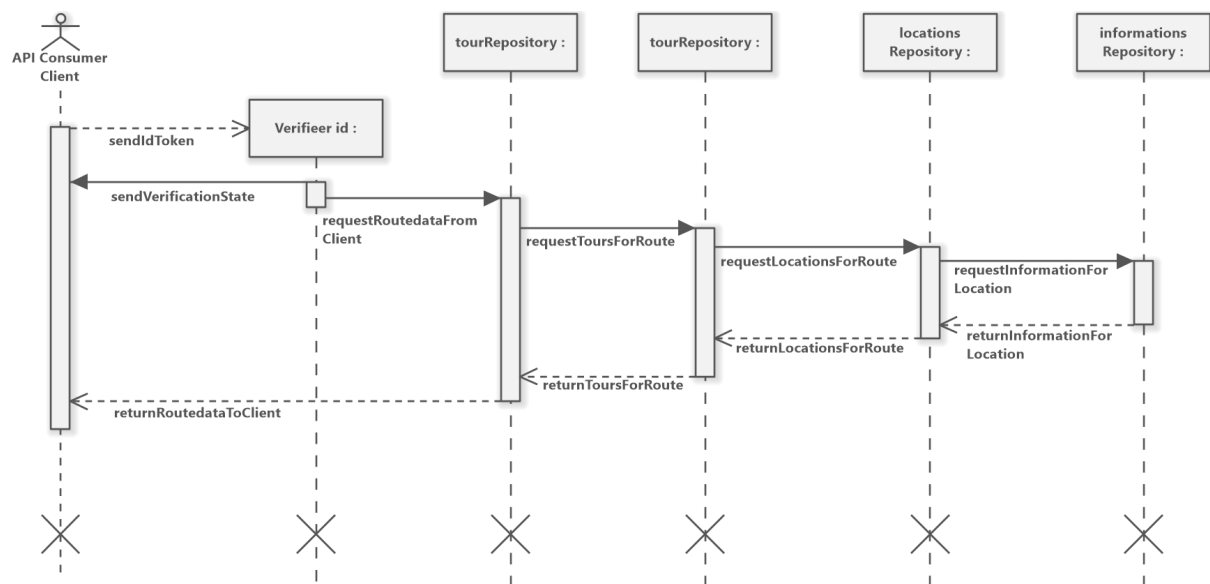 API Consumer
Client
tourRepository :
tourRepository :
locations
Repository :
informations
Repository :
Verifieer id :
sendIdToken
sendVerificationState
requestRoutedataFrom
Client
requestToursForRoute
requestLocationsForRoute
requestInformationFor
Location
returnInformationFor
Location
returnLocationsForRoute
returnToursForRoute
returnRoutedataToClient